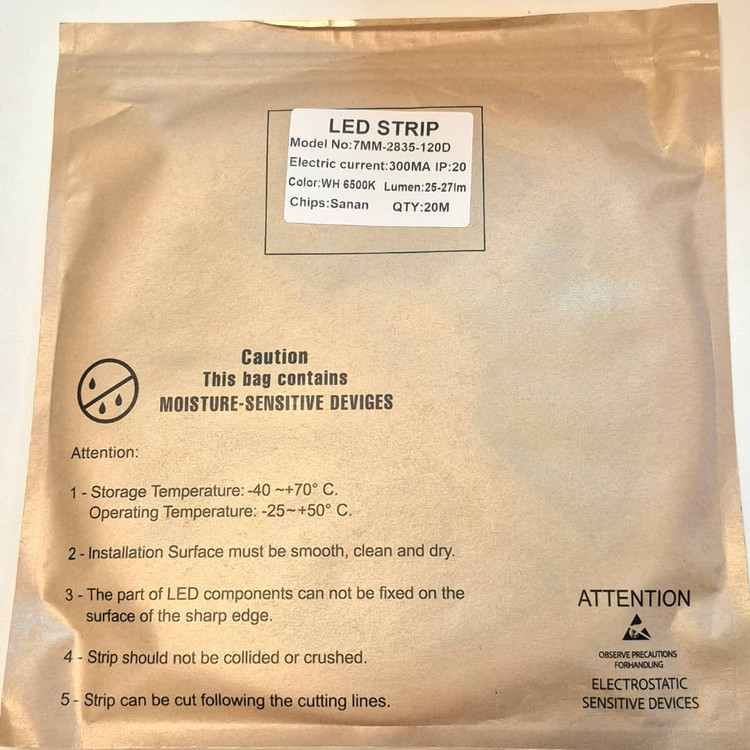 LED STRIP
Model No:7MM-2835-120D
Electric current:300MA IP:20
Color:WH 6500K Lumen:25-27lm
Chips:Sanan QTY:20M
Caution
This bag contains
MOISTURE-SENSITIVE DEVIGES
Attention:
1 - Storage Temperature: -40 ~+70° C.
Operating Temperature: -25~+50° C.
2 - Installation Surface must be smooth, clean and dry.
3 - The part of LED components can not be fixed on the
surface of the sharp edge.
4 - Strip should not be collided or crushed.
5 - Strip can be cut following the cutting lines.
ATTENTION
OBSERVE PRECAUTIONS
FORHANDLING
ELECTROSTATIC
SENSITIVE DEVICES